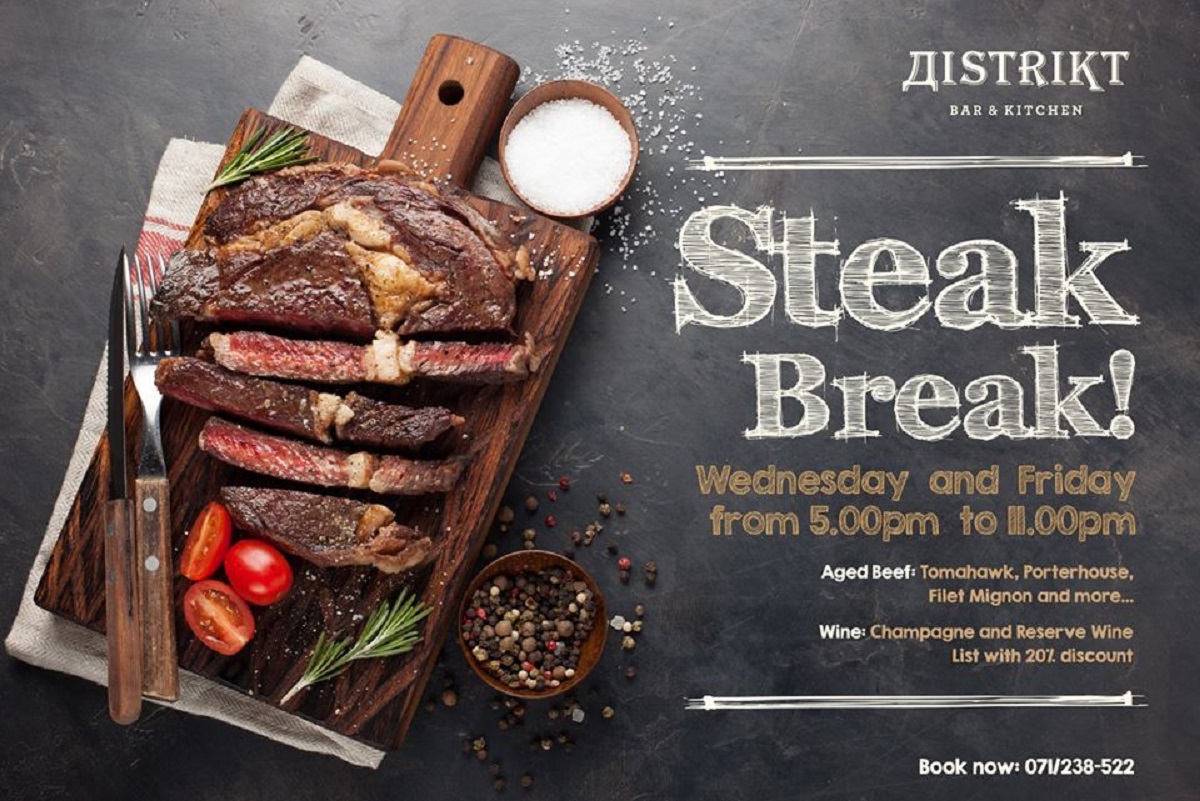 ДISTRIKT
BAR & KITCHEN
Steak
Break!
Wednesday and Friday
from 5.00pm to 11.00pm
Aged Beef: Tomahawk, Porterhouse,
Filet Mignon and more...
Wine: Champagne and Reserve Wine
List with 20% discount
Book now: 071/238-522